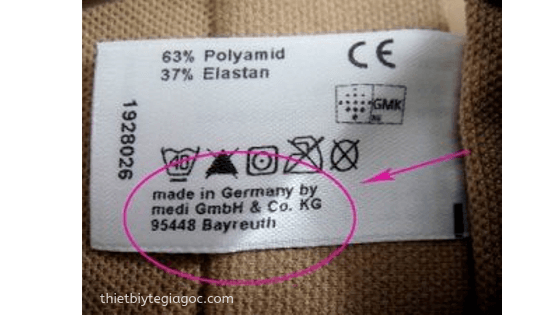 63% Polyamid
37% Elastan
CE
GMK
1928026
40
made in Germany by
medi GmbH & Co. KG
95448 Bayreuth
thietbiytegiagoc.com